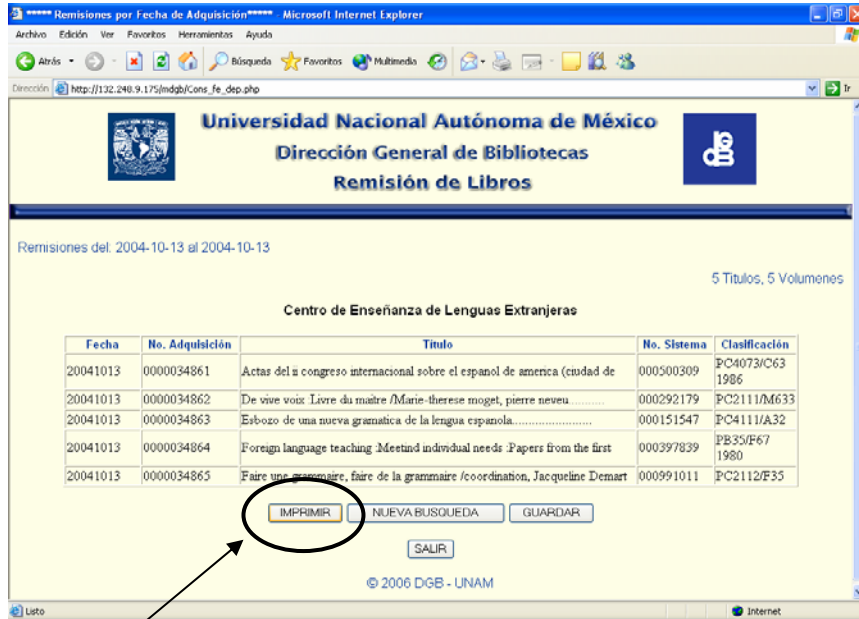 ***** Remisiones por Fecha de Adquisición***** - Microsoft Internet Explorer
Archivo Edición Ver Favoritos Herramientas Ayuda
Atrás Búsqueda Favoritos Multimedia
Dirección http://132.248.9.175/mdgb/Cons_fe_dep.php Ir
Universidad Nacional Autónoma de México
Dirección General de Bibliotecas
Remisión de Libros
Remisiones del: 2004-10-13 al 2004-10-13
5 Titulos, 5 Volumenes
Centro de Enseñanza de Lenguas Extranjeras
Fecha No. Adquisición Título No. Sistema Clasificación
20041013 0000034861 Actas del ii congreso internacional sobre el espanol de america (ciudad de 000500309 PC4073/C63 1986
20041013 0000034862 De vive voix :Livre du maitre /Marie-therese moget, pierre neveu........... 000292179 PC2111/M633
20041013 0000034863 Esbozo de una nueva gramatica de la lengua espanola........................ 000151547 PC4111/A32
20041013 0000034864 Foreign language teaching :Meetind individual needs :Papers from the first 000397839 PB35/F67 1980
20041013 0000034865 Faire une grammaire, faire de la grammaire /coordination, Jacqueline Demart 000991011 PC2112/F35
IMPRIMIR NUEVA BUSQUEDA GUARDAR
SALIR
© 2006 DGB - UNAM
Listo Internet